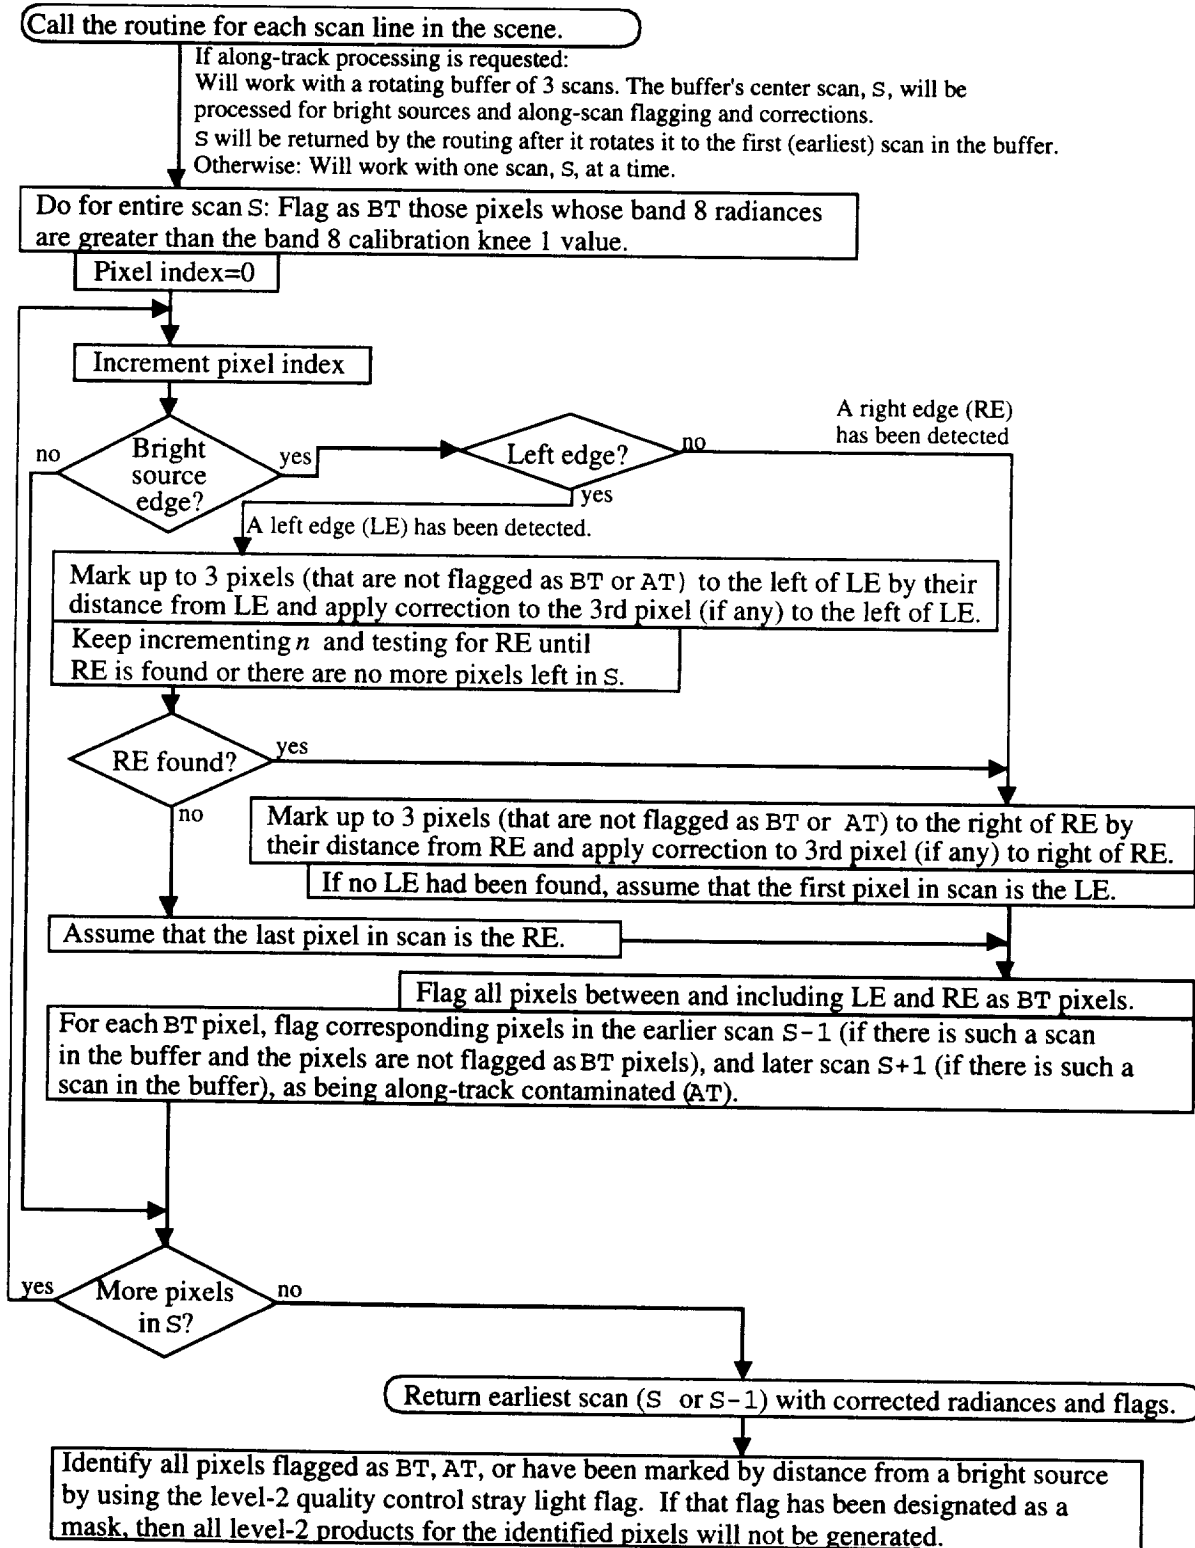 Call the routine for each scan line in the scene.
If along-track processing is requested:
Will work with a rotating buffer of 3 scans. The buffer's center scan, S, will be
processed for bright sources and along-scan flagging and corrections.
S will be returned by the routing after it rotates it to the first (earliest) scan in the buffer.
Otherwise: Will work with one scan, S, at a time.
Do for entire scan S: Flag as BT those pixels whose band 8 radiances
are greater than the band 8 calibration knee 1 value.
Pixel index=0
Increment pixel index
no
Bright
source
edge?
yes
Left edge?
no
yes
A right edge (RE)
has been detected
A left edge (LE) has been detected.
Mark up to 3 pixels (that are not flagged as BT or AT) to the left of LE by their
distance from LE and apply correction to the 3rd pixel (if any) to the left of LE.
Keep incrementing n and testing for RE until
RE is found or there are no more pixels left in S.
RE found?
yes
no
Mark up to 3 pixels (that are not flagged as BT or AT) to the right of RE by
their distance from RE and apply correction to 3rd pixel (if any) to right of RE.
If no LE had been found, assume that the first pixel in scan is the LE.
Assume that the last pixel in scan is the RE.
Flag all pixels between and including LE and RE as BT pixels.
For each BT pixel, flag corresponding pixels in the earlier scan S-1 (if there is such a scan
in the buffer and the pixels are not flagged as BT pixels), and later scan S+1 (if there is such a
scan in the buffer), as being along-track contaminated (AT).
yes
More pixels
in S?
no
Return earliest scan (S or S-1) with corrected radiances and flags.
Identify all pixels flagged as BT, AT, or have been marked by distance from a bright source
by using the level-2 quality control stray light flag. If that flag has been designated as a
mask, then all level-2 products for the identified pixels will not be generated.